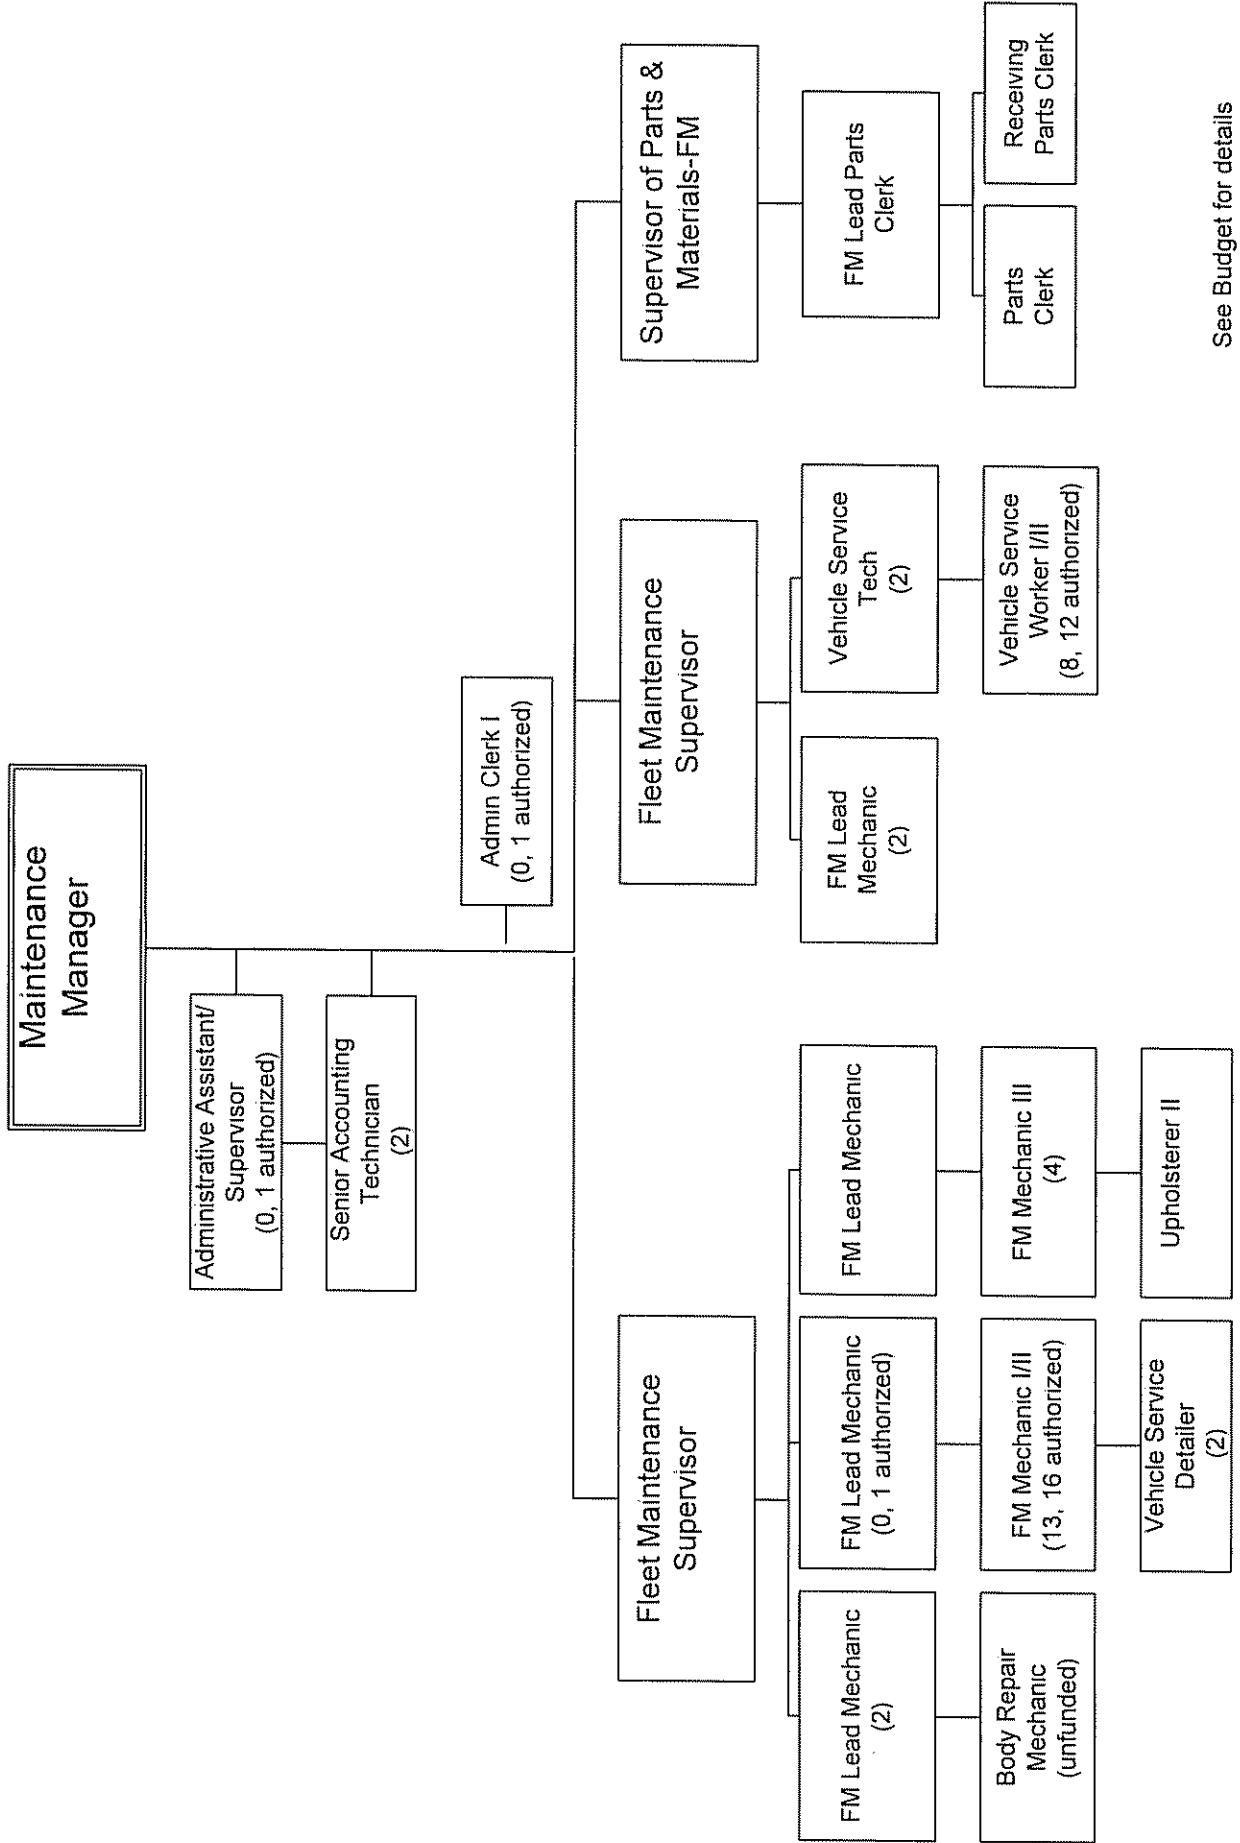 Maintenance
Manager
Administrative Assistant/
Supervisor
(0, 1 authorized)
Senior Accounting
Technician
(2)
Admin Clerk I
(0, 1 authorized)
Fleet Maintenance
Supervisor
Fleet Maintenance
Supervisor
Supervisor of Parts &
Materials-FM
FM Lead Mechanic
(2)
FM Lead Mechanic
(0, 1 authorized)
FM Lead Mechanic
FM Lead
Mechanic
(2)
Vehicle Service
Tech
(2)
FM Lead Parts
Clerk
Body Repair
Mechanic
(unfunded)
FM Mechanic I/II
(13, 16 authorized)
FM Mechanic III
(4)
Vehicle Service
Worker I/II
(8, 12 authorized)
Parts
Clerk
Receiving
Parts Clerk
Vehicle Service
Detailer
(2)
Upholsterer II
See Budget for details